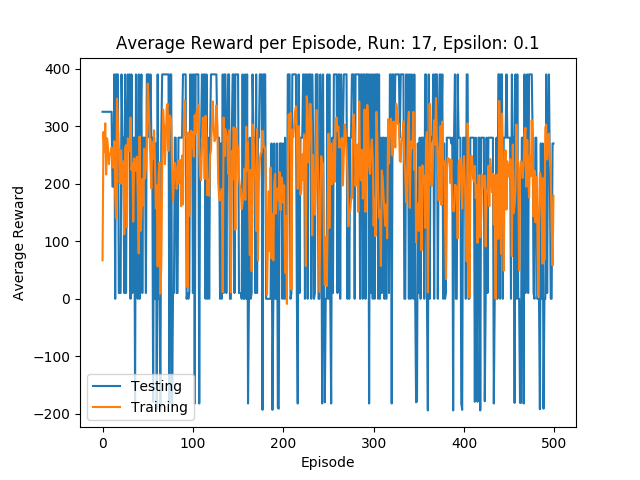 Average Reward per Episode, Run: 17, Epsilon: 0.1
Average Reward
400
300
200
100
0
−100
−200
Testing
Training
0
100
200
300
400
500
Episode